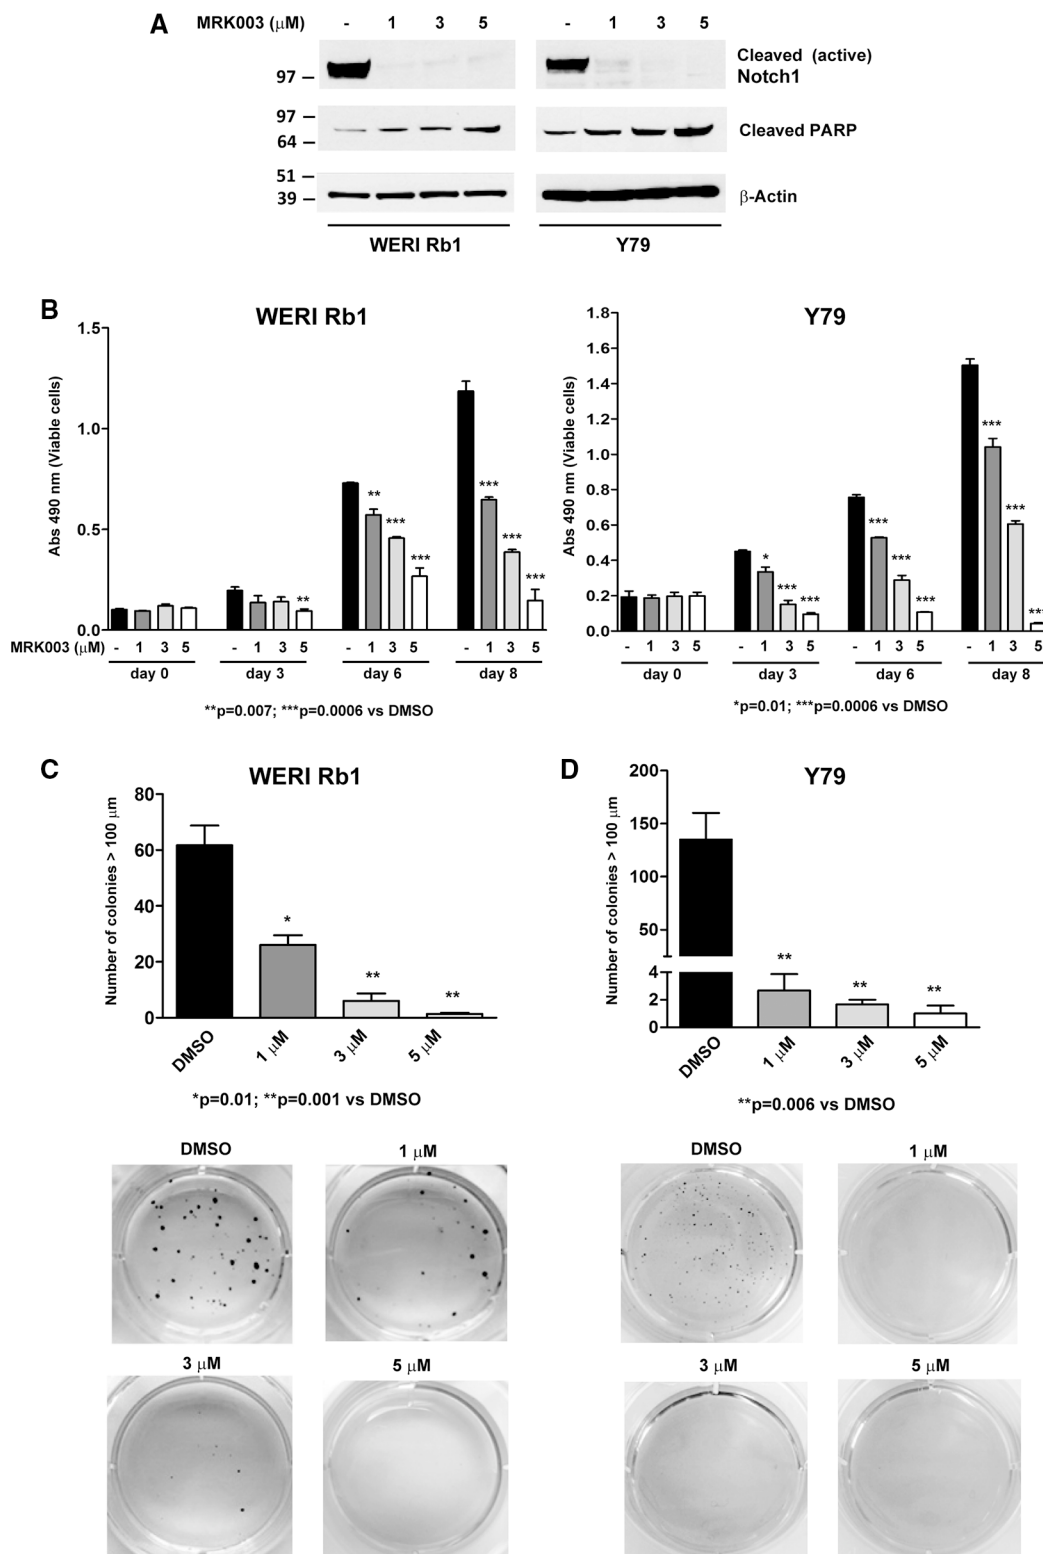 A
MRK003 (μM) - 1 3 5 - 1 3 5
97
Cleaved (active)
Notch1
97
64
Cleaved PARP
51
39
β-Actin
WERI Rb1 Y79
B
WERI Rb1
Abs 490 nm (Viable cells)
1.5
1.0
0.5
0.0
** *** *** *** *** *** **
MRK003 (μM) - 1 3 5 - 1 3 5 - 1 3 5 - 1 3 5
day 0 day 3 day 6 day 8
**p=0.007; ***p=0.0006 vs DMSO
Y79
Abs 490 nm (Viable cells)
1.8
1.6
1.4
1.2
1.0
0.8
0.6
0.4
0.2
0.0
* *** *** *** *** *** *** *** ***
- 1 3 5 - 1 3 5 - 1 3 5 - 1 3 5
day 0 day 3 day 6 day 8
*p=0.01; ***p=0.0006 vs DMSO
C
WERI Rb1
Number of colonies > 100 μm
80
60
40
20
0
* ** **
DMSO 1 μM 3 μM 5 μM
*p=0.01; **p=0.001 vs DMSO
DMSO 1 μM
3 μM 5 μM
D
Y79
Number of colonies > 100 μm
200
150
100
50
4
2
0
** ** **
DMSO 1 μM 3 μM 5 μM
**p=0.006 vs DMSO
DMSO 1 μM
3 μM 5 μM